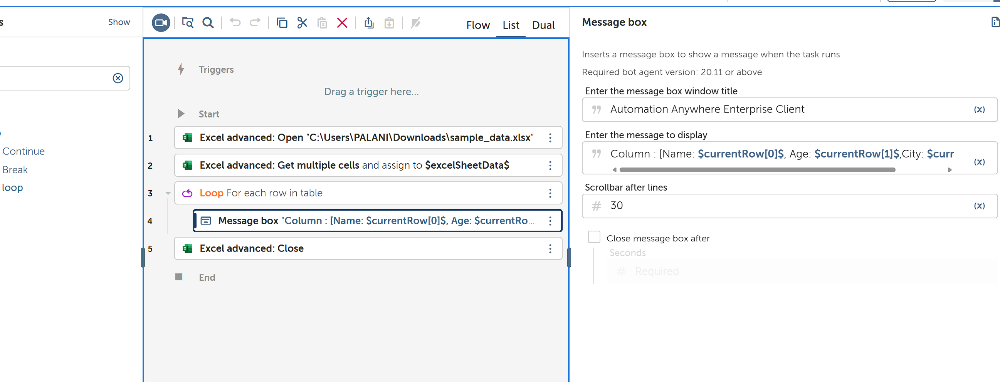 s
Show
Continue
Break
loop
Flow
List
Dual
Triggers
Drag a trigger here...
Start
1
Excel advanced: Open “C:\Users\PALANI\Downloads\sample_data.xlsx”
2
Excel advanced: Get multiple cells and assign to $excelSheetData$
3
Loop For each row in table
4
Message box “Column : [Name: $currentRow[0]$, Age: $currentRo...
5
Excel advanced: Close
End
Message box
Inserts a message box to show a message when the task runs
Required bot agent version: 20.11 or above
Enter the message box window title
Automation Anywhere Enterprise Client
(x)
Enter the message to display
Column : [Name: $currentRow[0]$, Age: $currentRow[1]$,City: $curr
(x)
Scrollbar after lines
# 30
(x)
Close message box after
Seconds
# Required